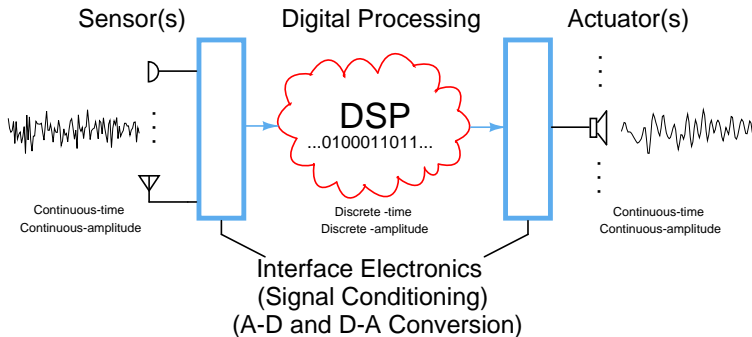 Sensor(s)
Digital Processing
Actuator(s)
DSP
...0100011011...
Continuous-time
Continuous-amplitude
Discrete -time
Discrete -amplitude
Continuous-time
Continuous-amplitude
Interface Electronics
(Signal Conditioning)
(A-D and D-A Conversion)